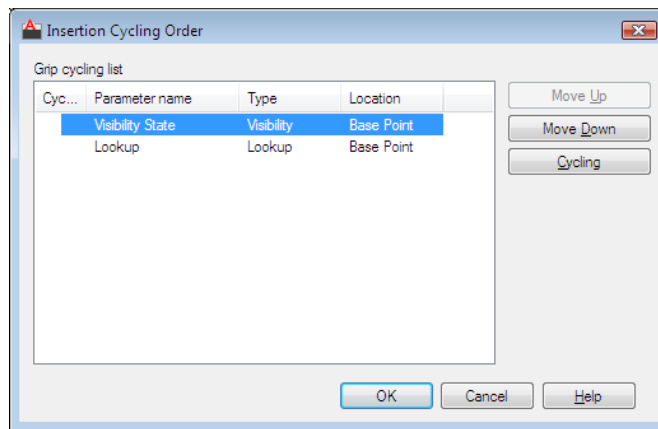 Insertion Cycling Order
Grip cycling list
Cyc... Parameter name Type Location
Visibility State Visibility Base Point
Lookup Lookup Base Point
Move Up
Move Down
Cycling
OK Cancel Help